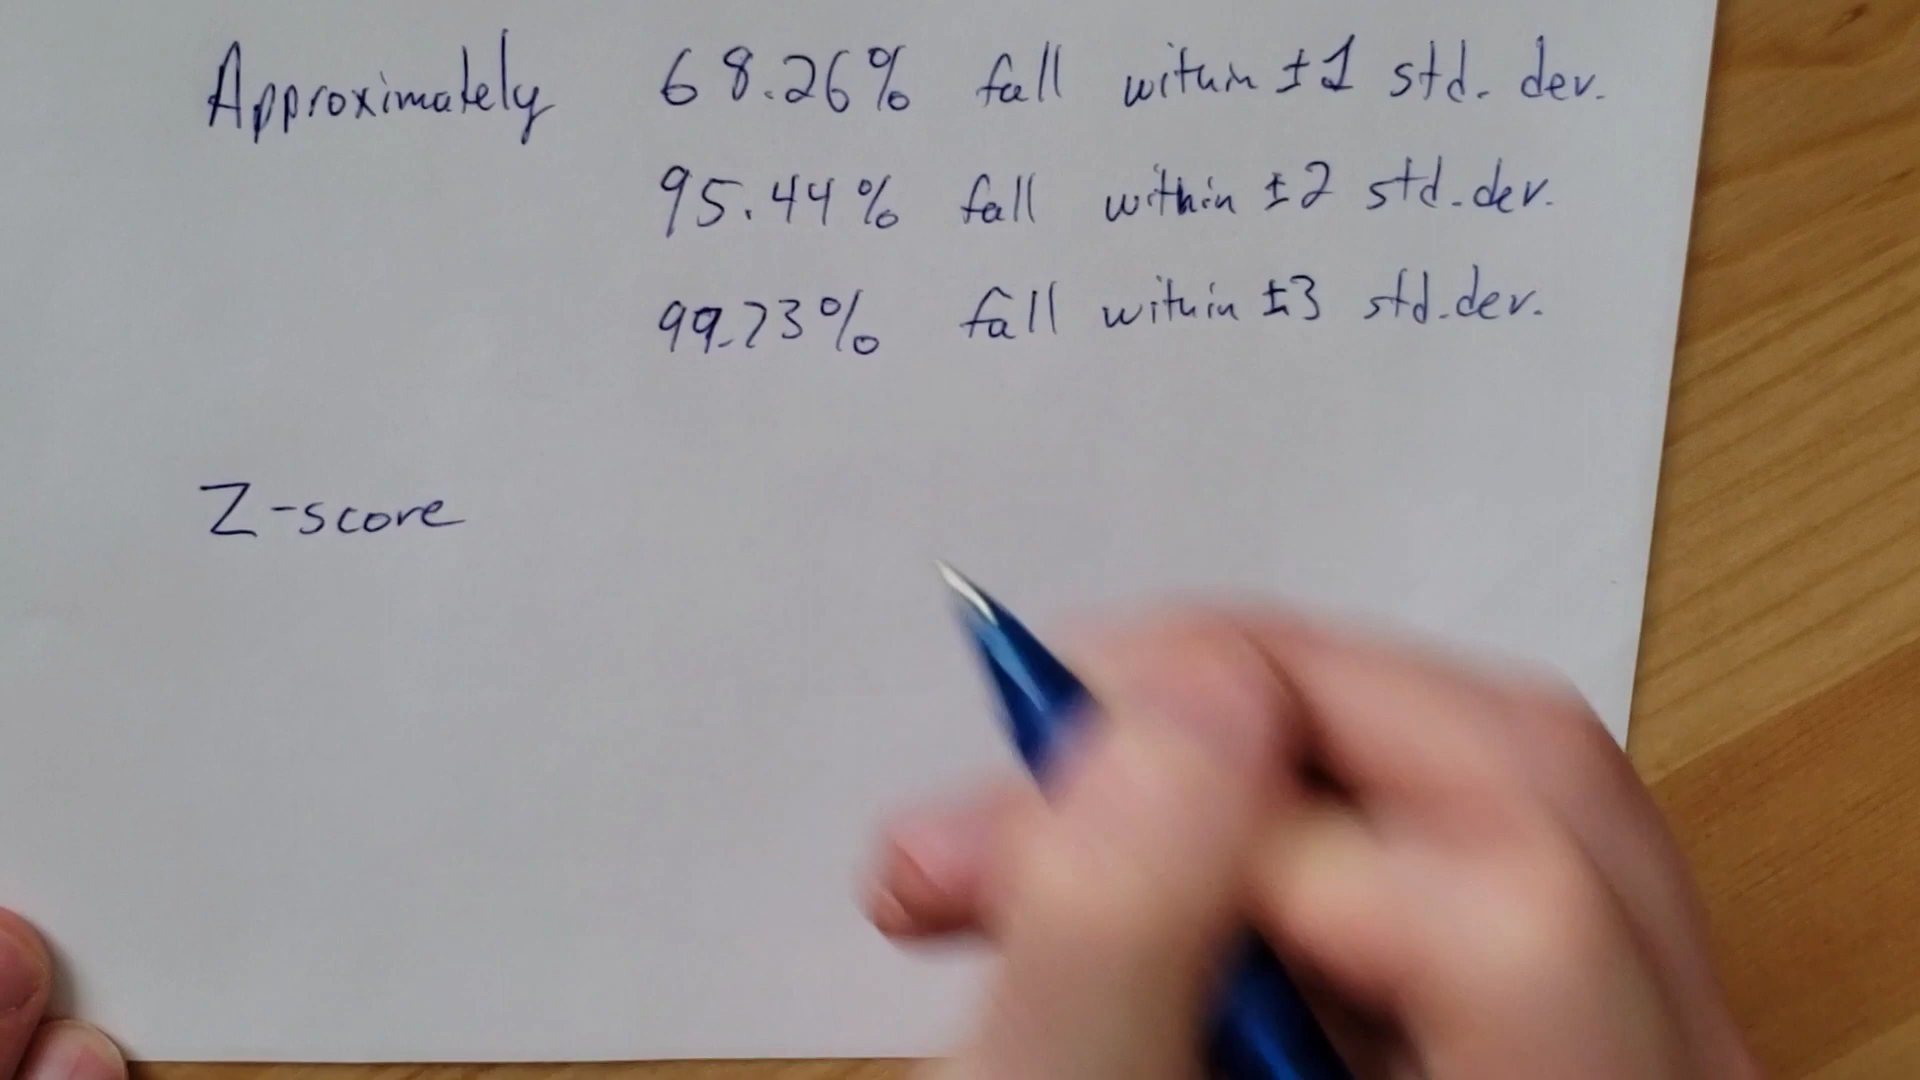 Approximately 68.26% fall within ±1 std. dev.
95.44% fall within ±2 std. dev.
99.73% fall within ±3 std. dev.
Z-score